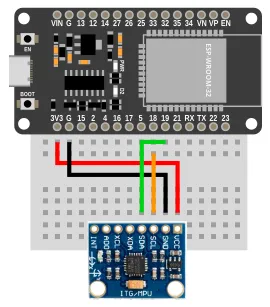 VIN G 13 12 14 27 26 25 33 32 35 34 VN VP EN
EN
PWR
D2
ESP-WROOM-32
BOOT
3V3 G 15 2 4 16 17 5 18 19 21 RX TX 22 23
INT
ADO
XCL
XDA
SDA
SCL
GND
VCC
ITG/MPU